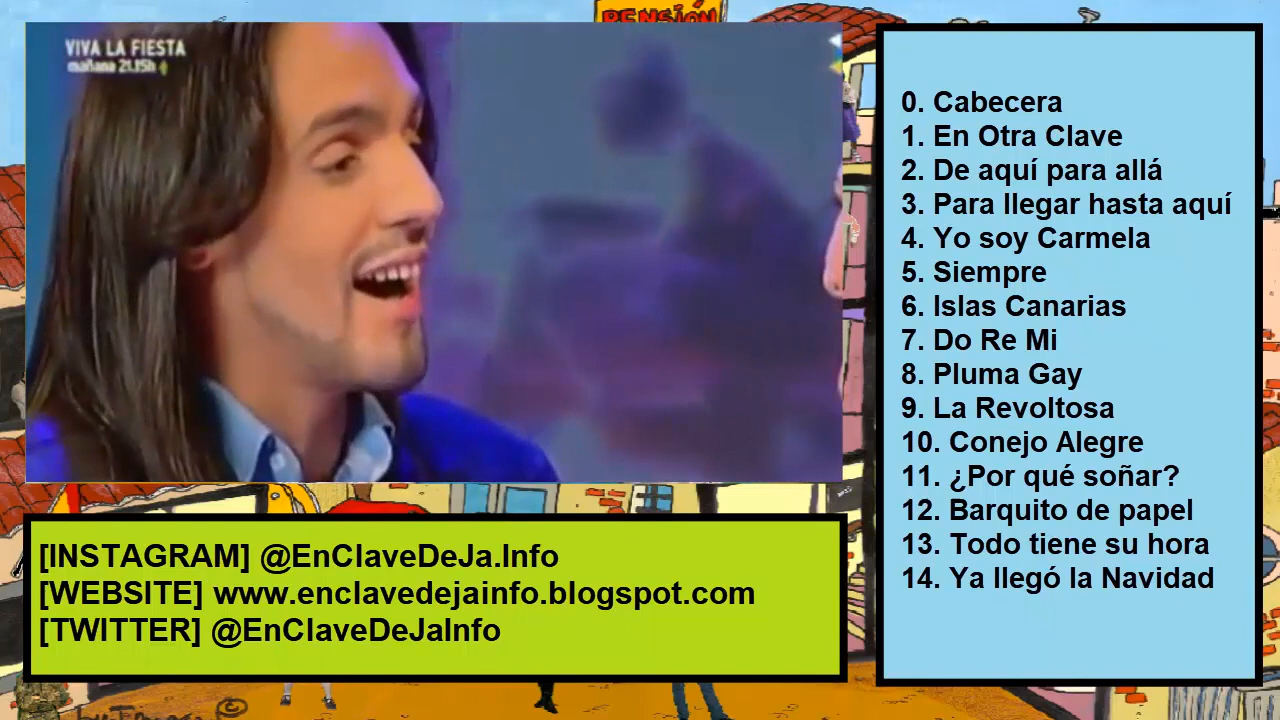 PENSIÓN
VIVA LA FIESTA
mañana 21.15h
0. Cabecera
1. En Otra Clave
2. De aquí para allá
3. Para llegar hasta aquí
4. Yo soy Carmela
5. Siempre
6. Islas Canarias
7. Do Re Mi
8. Pluma Gay
9. La Revoltosa
10. Conejo Alegre
11. ¿Por qué soñar?
12. Barquito de papel
13. Todo tiene su hora
14. Ya llegó la Navidad
[INSTAGRAM] @EnClaveDeJa.Info
[WEBSITE] www.enclavedejainfo.blogspot.com
[TWITTER] @EnClaveDeJaInfo